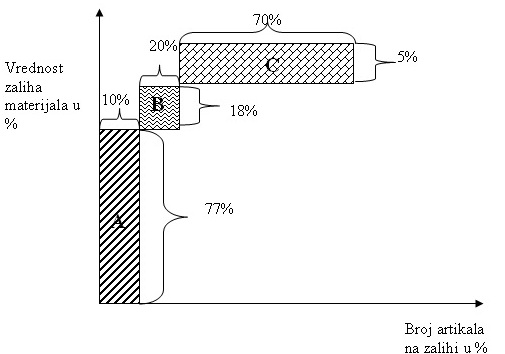 70%
20%
5%
C
Vrednost
zaliha
materijala u
%
10%
B
18%
A
77%
Broj artikala
na zalihi u %